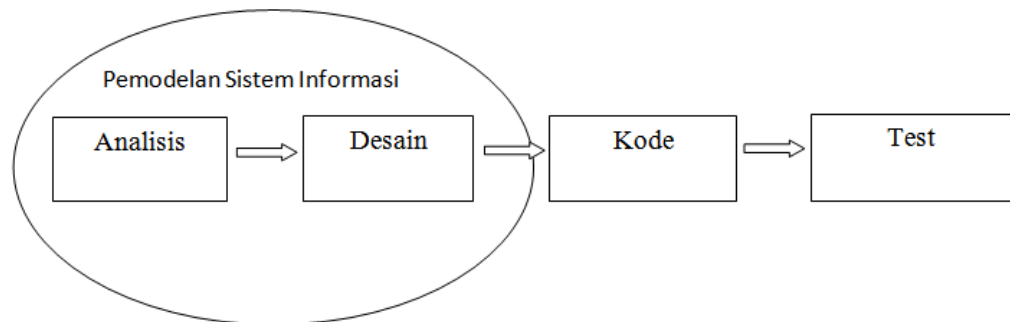 Pemodelan Sistem Informasi
Analisis
Desain
Kode
Test